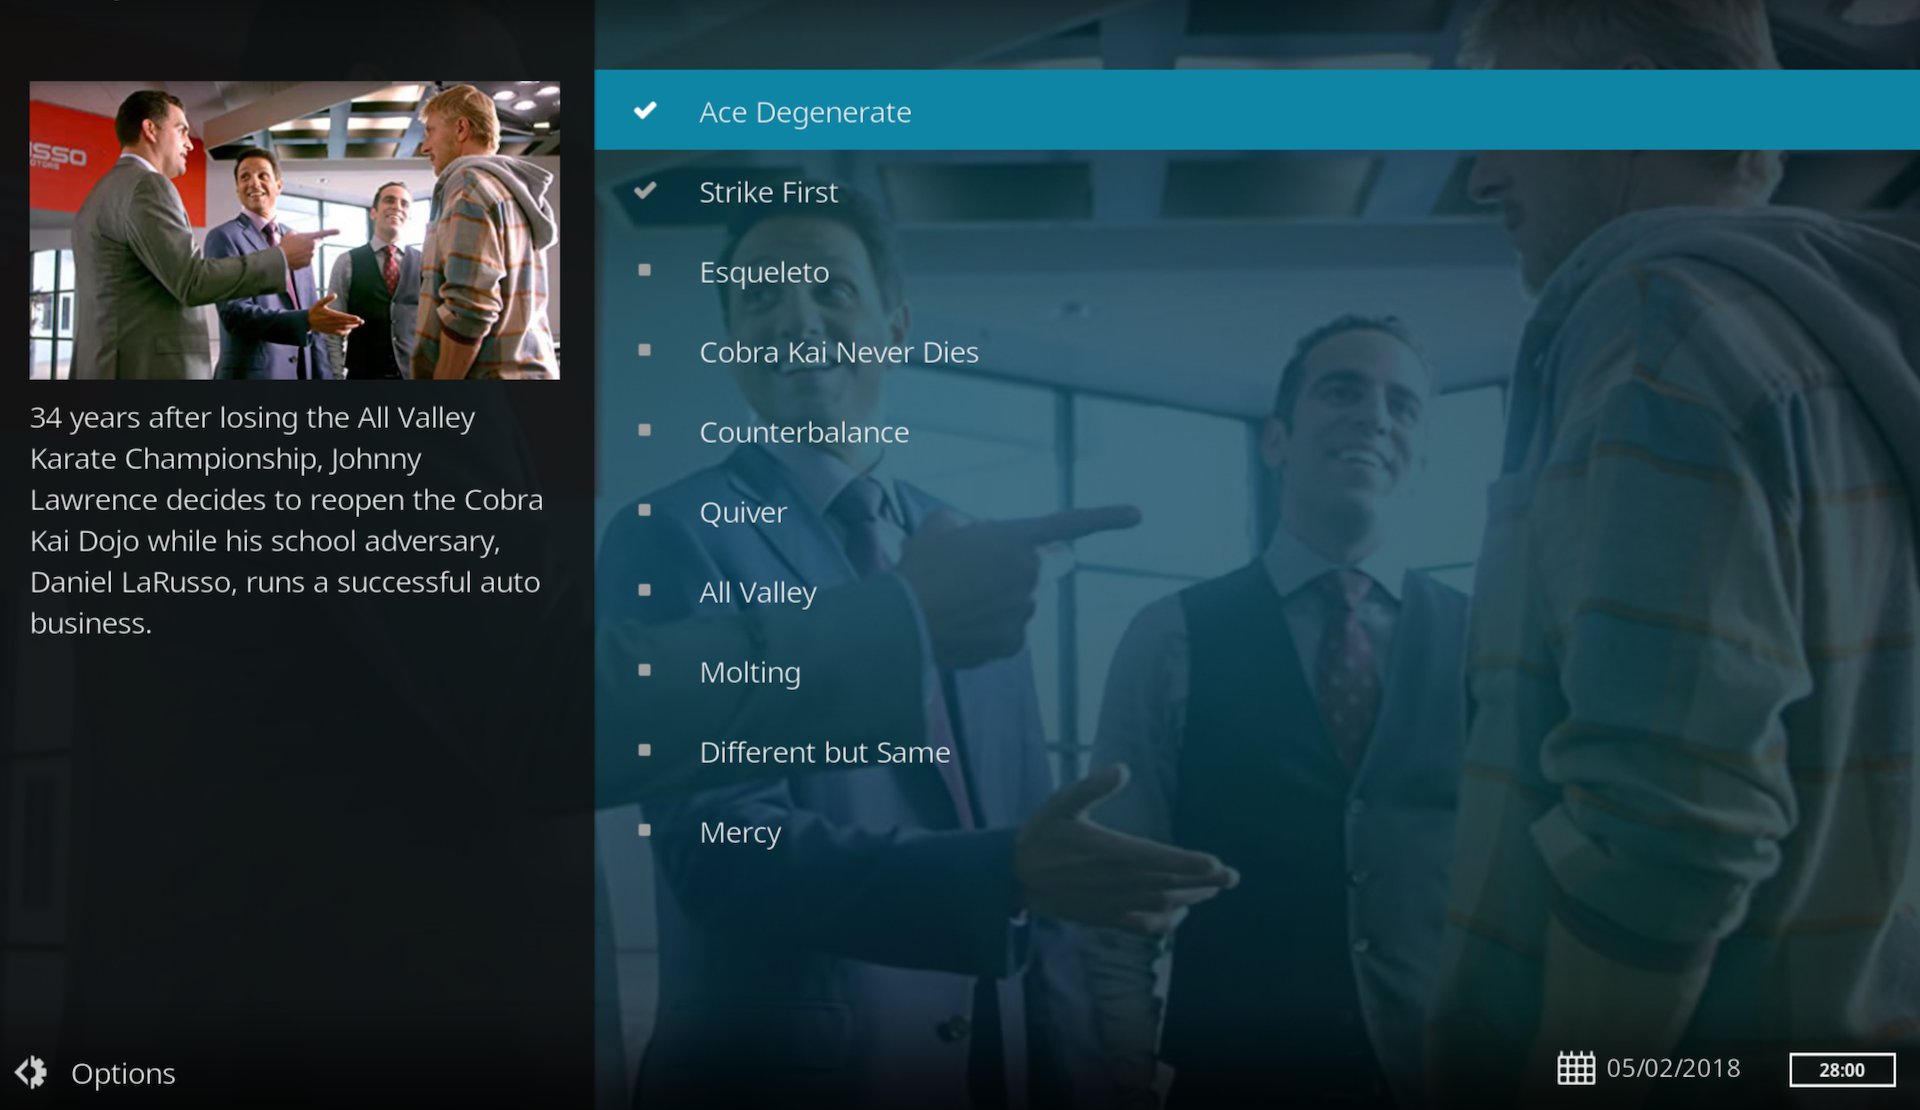 34 years after losing the All Valley
Karate Championship, Johnny
Lawrence decides to reopen the Cobra
Kai Dojo while his school adversary,
Daniel LaRusso, runs a successful auto
business.
Ace Degenerate
Strike First
Esqueleto
Cobra Kai Never Dies
Counterbalance
Quiver
All Valley
Molting
Different but Same
Mercy
Options
05/02/2018
28:00